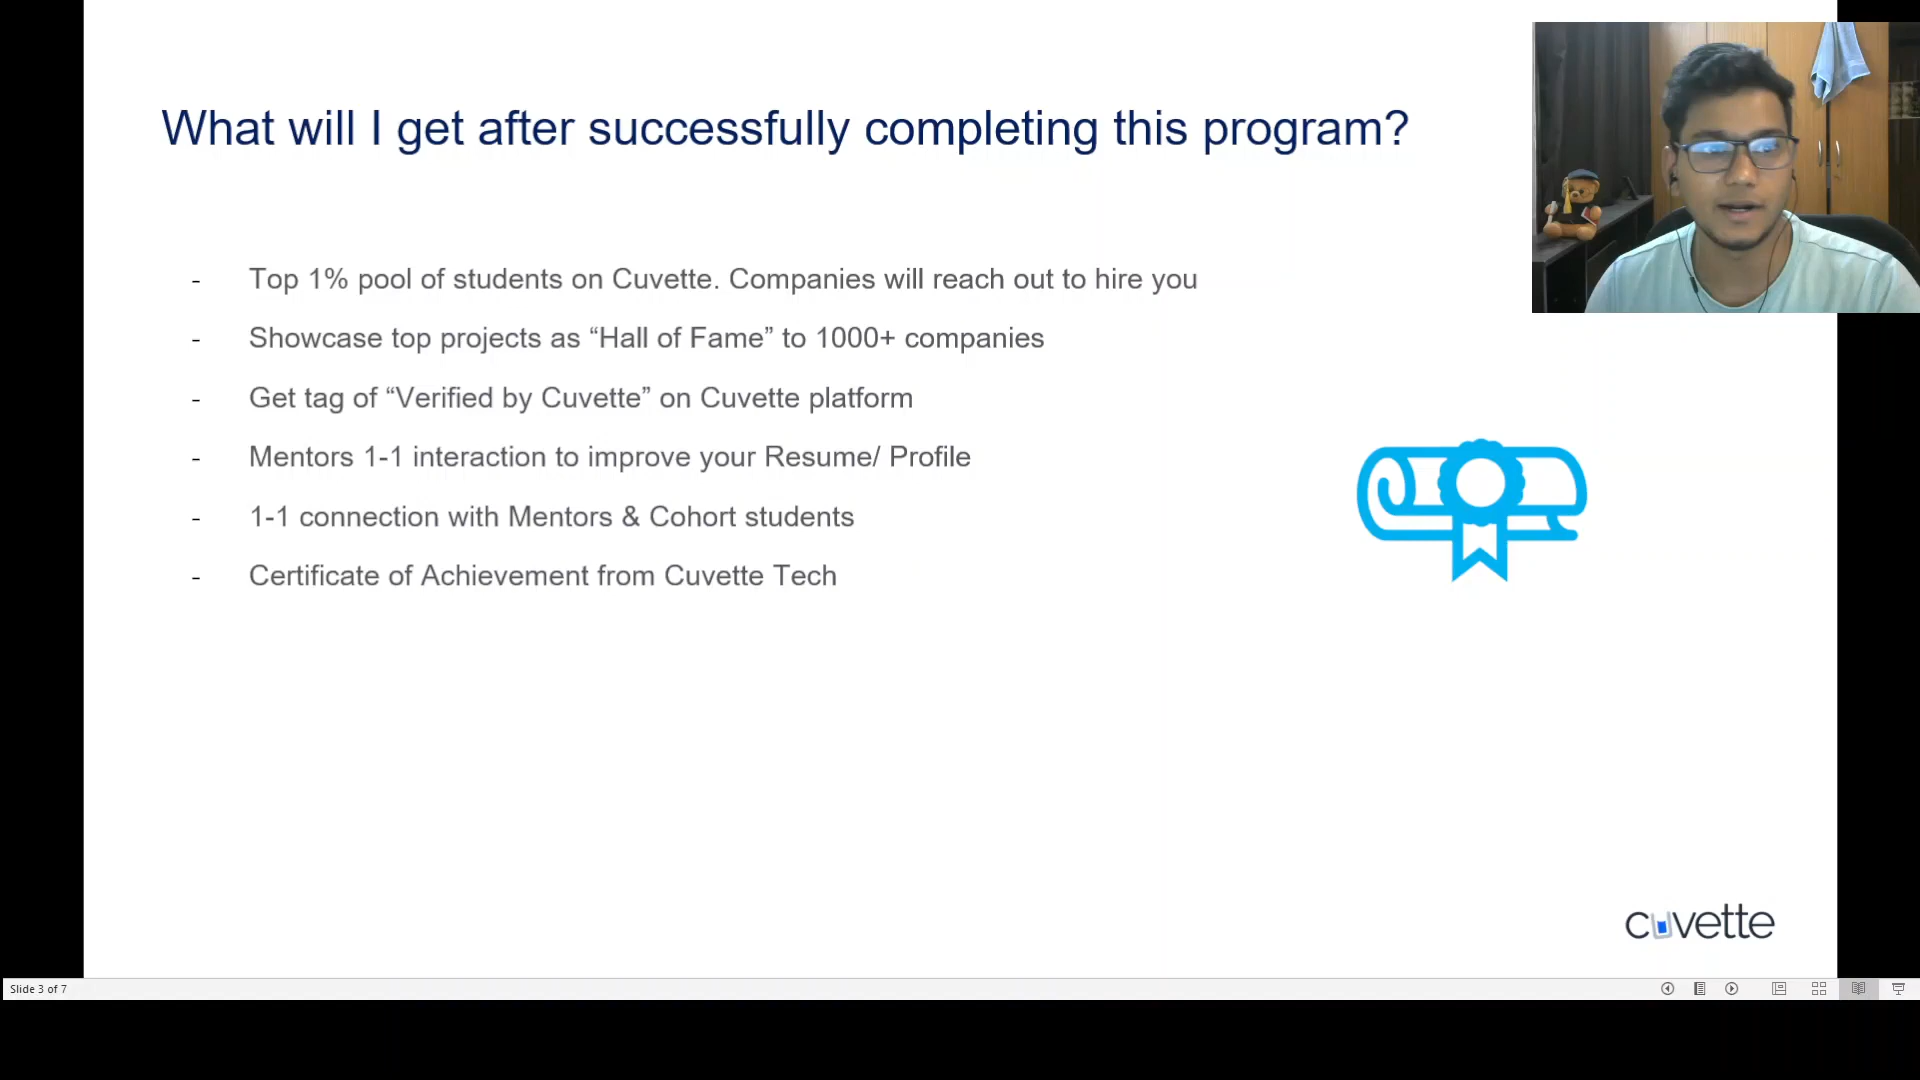 What will I get after successfully completing this program?
- Top 1% pool of students on Cuvette. Companies will reach out to hire you
- Showcase top projects as “Hall of Fame” to 1000+ companies
- Get tag of “Verified by Cuvette” on Cuvette platform
- Mentors 1-1 interaction to improve your Resume/ Profile
- 1-1 connection with Mentors & Cohort students
- Certificate of Achievement from Cuvette Tech
cuvette
Slide 3 of 7